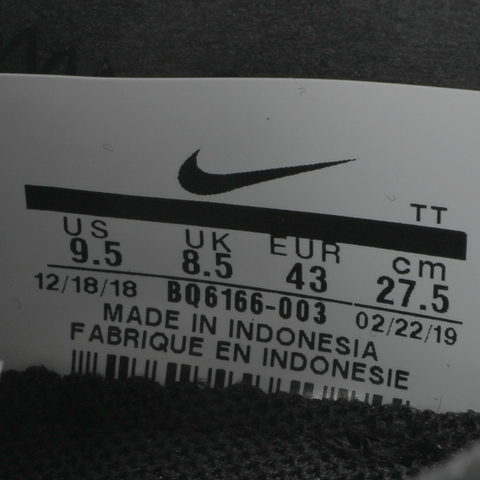 TT
US UK EUR cm
9.5 8.5 43 27.5
12/18/18 BQ6166-003 02/22/19
MADE IN INDONESIA
FABRIQUE EN INDONESIE